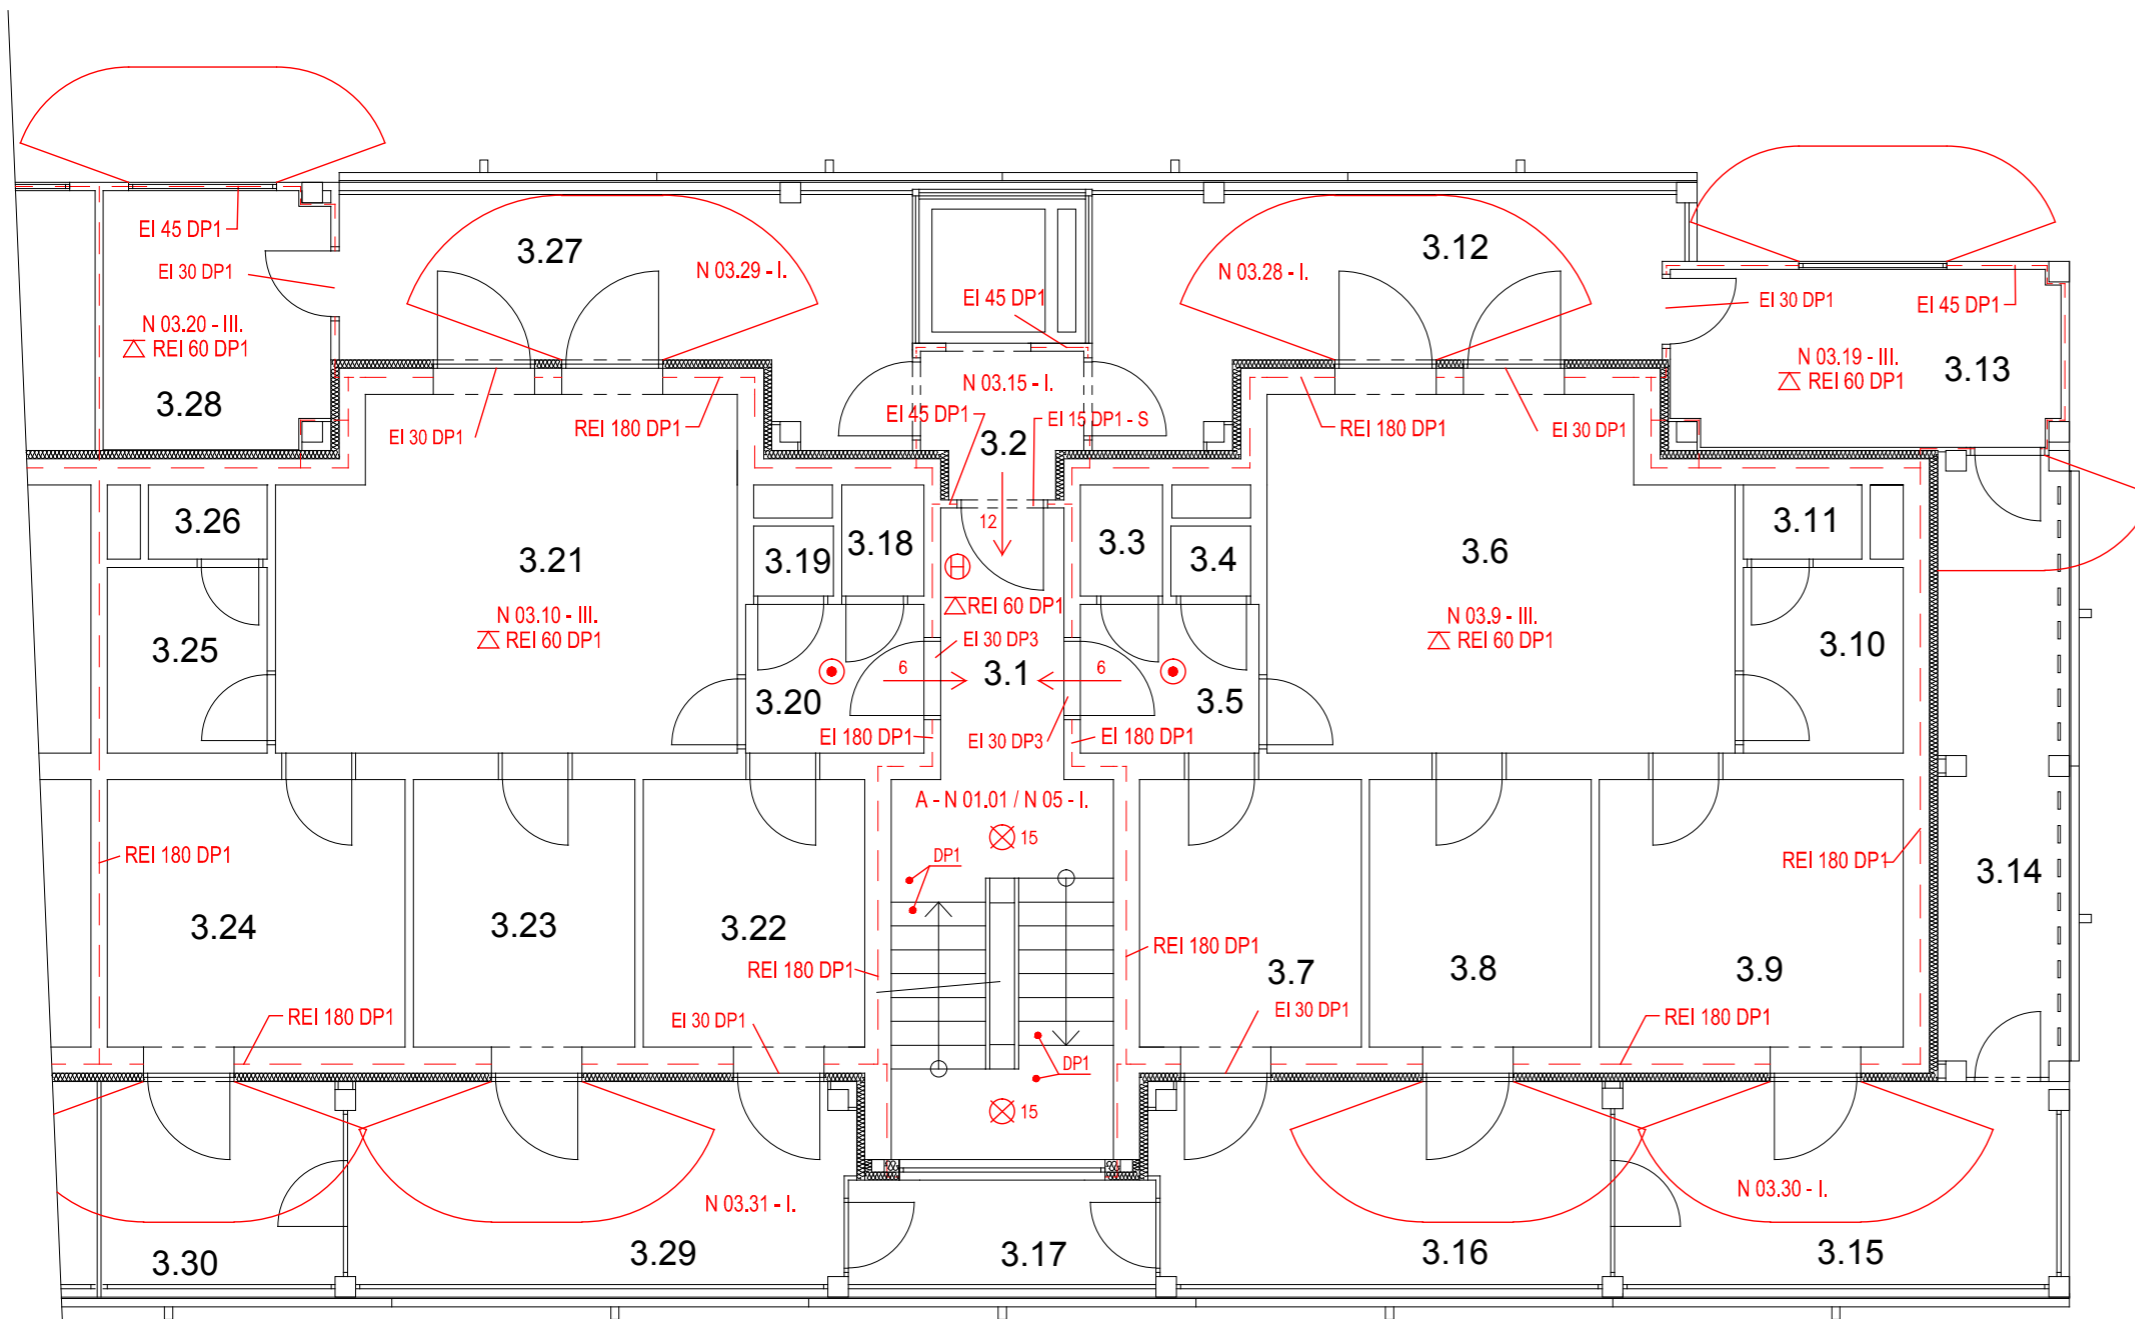 EI 45 DP1
3.27
N 03.29 - I.
N 03.28 - I.
3.12
EI 30 DP1
EI 45 DP1
EI 30 DP1
EI 45 DP1
N 03.20 - III.
REI 60 DP1
3.28
N 03.15 - I.
N 03.19 - III.
REI 60 DP1
3.13
EI 30 DP1
REI 180 DP1
EI 45 DP1
EI 15 DP1 - S
3.2
REI 180 DP1
EI 30 DP1
3.26
3.21
3.19
3.18
12
H
3.3
3.4
3.6
3.11
N 03.10 - III.
REI 60 DP1
REI 60 DP1
N 03.9 - III.
REI 60 DP1
3.25
EI 30 DP3
3.10
6
3.1
6
3.20
3.5
EI 180 DP1
EI 30 DP3
EI 180 DP1
A - N 01.01 / N 05 - I.
15
REI 180 DP1
DP1
REI 180 DP1
3.14
3.24
3.23
3.22
REI 180 DP1
REI 180 DP1
3.7
3.8
3.9
REI 180 DP1
EI 30 DP1
EI 30 DP1
REI 180 DP1
DP1
15
N 03.31 - I.
N 03.30 - I.
3.30
3.29
3.17
3.16
3.15